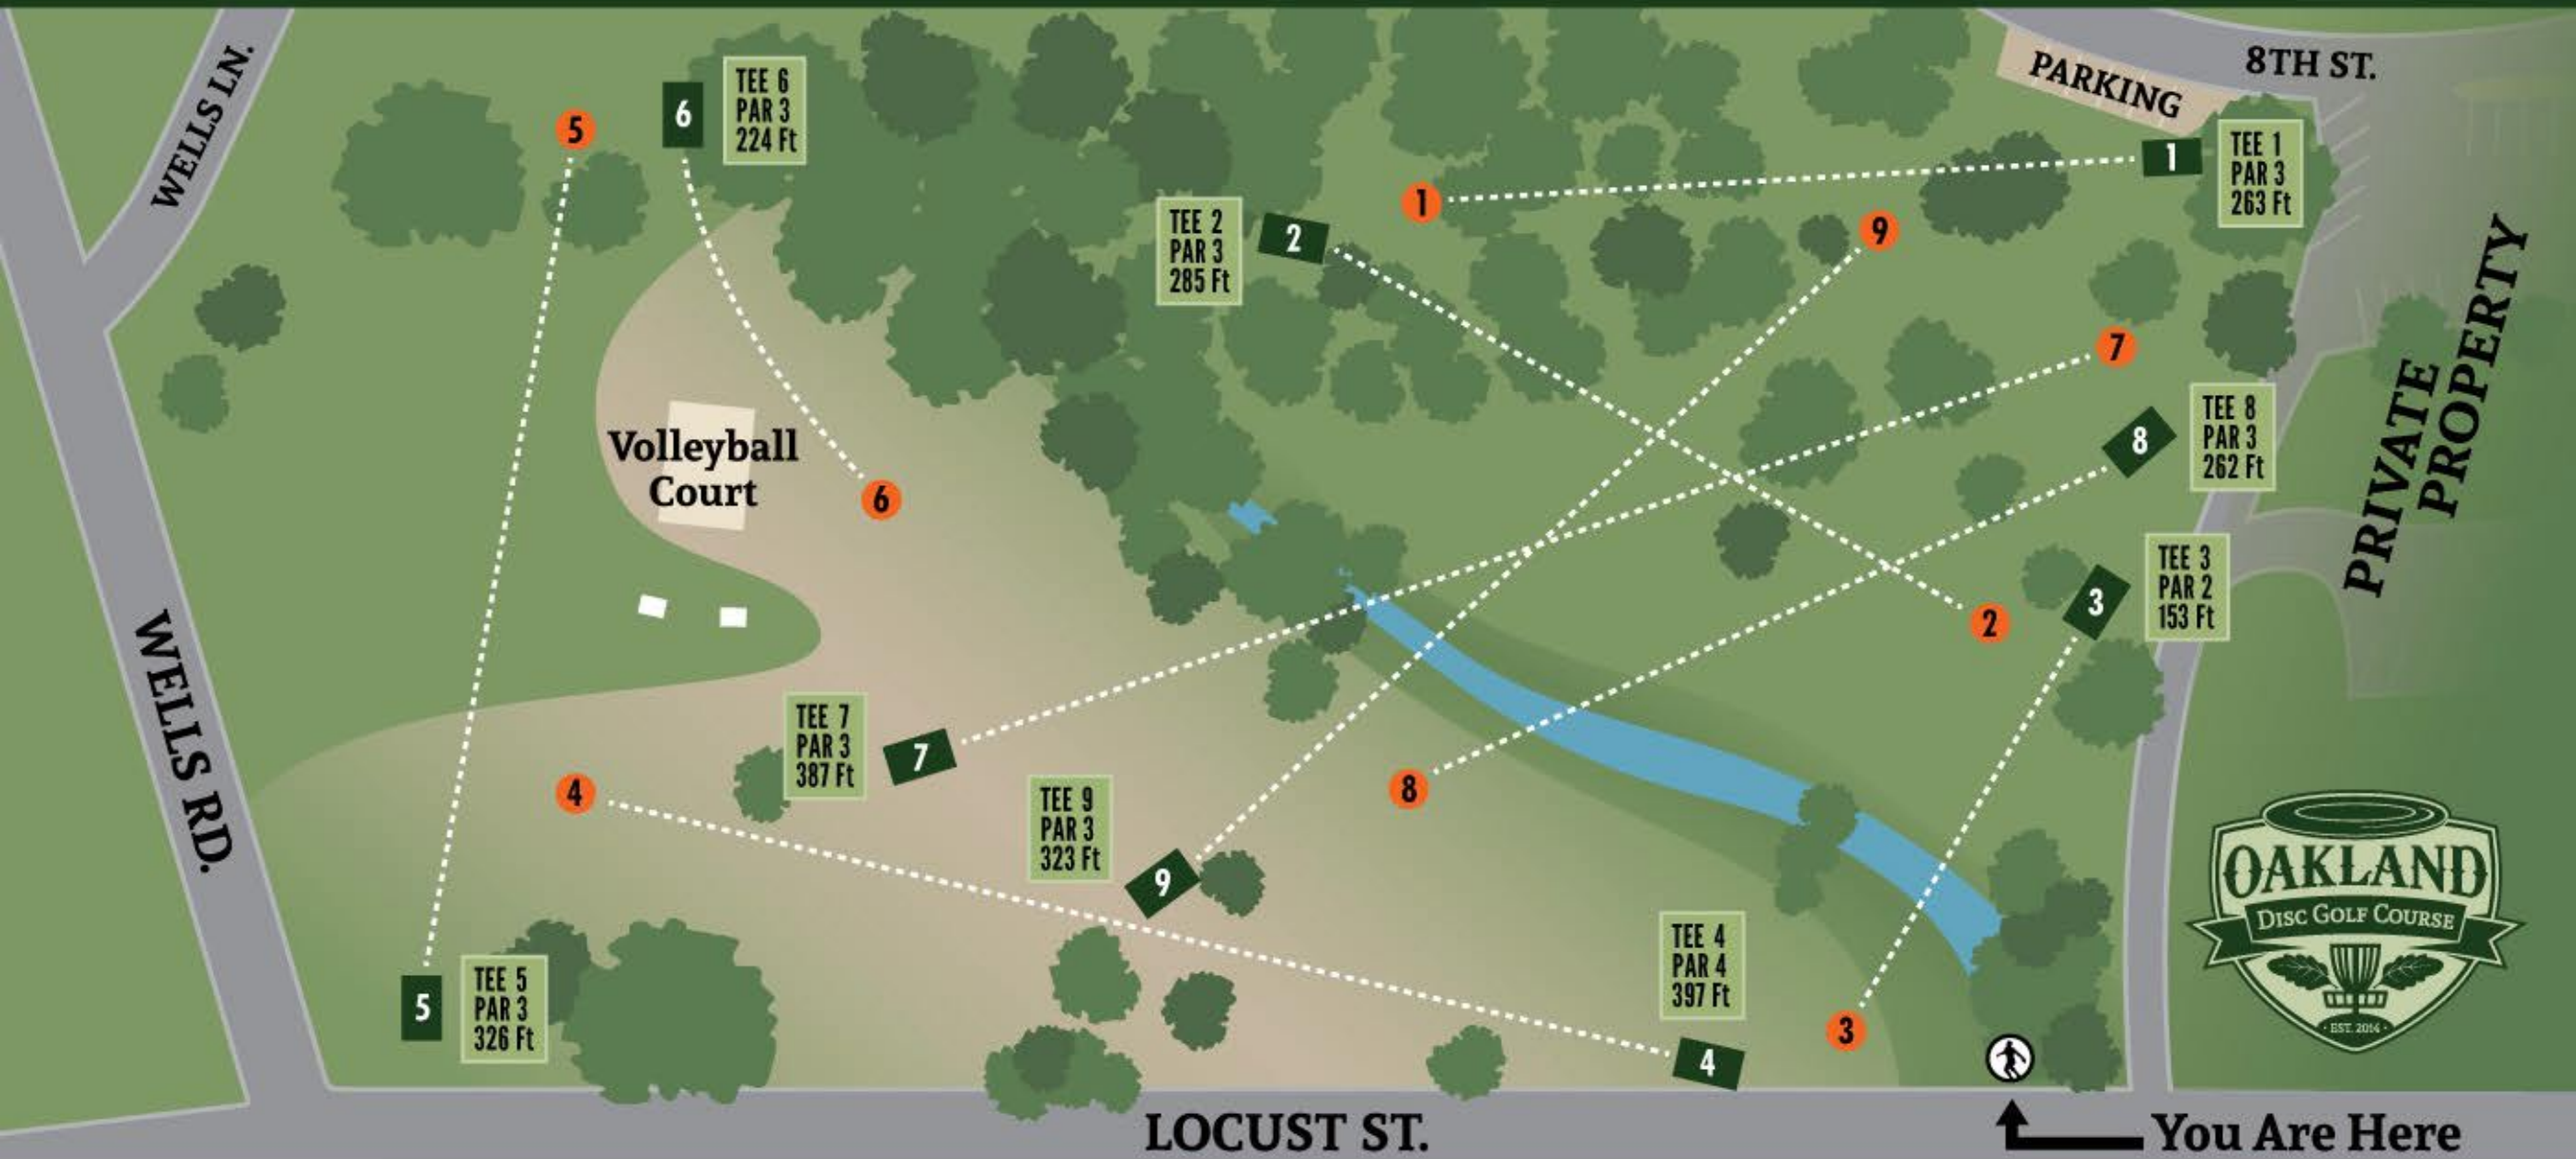 WELLS LN.
5
6
TEE 6
PAR 3
224 Ft
8TH ST.
PARKING
1
TEE 1
PAR 3
263 Ft
1
TEE 2
PAR 3
285 Ft
2
9
7
PRIVATE
PROPERTY
8
TEE 8
PAR 3
262 Ft
Volleyball
Court
6
3
TEE 3
PAR 2
153 Ft
2
WELLS RD.
TEE 7
PAR 3
387 Ft
7
4
8
TEE 9
PAR 3
323 Ft
9
TEE 4
PAR 4
397 Ft
4
3
5
TEE 5
PAR 3
326 Ft
OAKLAND
DISC GOLF COURSE
· EST. 2014 ·
LOCUST ST.
You Are Here